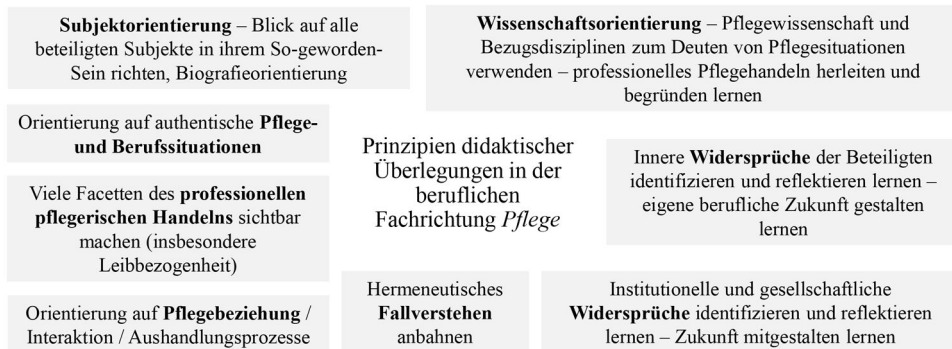 Subjektorientierung – Blick auf alle
beteiligten Subjekte in ihrem So-geworden-
Sein richten, Biografieorientierung
Wissenschaftsorientierung – Pflegewissenschaft und
Bezugsdisziplinen zum Deuten von Pflegesituationen
verwenden – professionelles Pflegehandeln herleiten und
begründen lernen
Orientierung auf authentische Pflege-
und Berufssituationen
Prinzipien didaktischer
Überlegungen in der
beruflichen
Fachrichtung Pflege
Innere Widersprüche der Beteiligten
identifizieren und reflektieren lernen –
eigene berufliche Zukunft gestalten
lernen
Viele Facetten des professionellen
pflegerischen Handelns sichtbar
machen (insbesondere
Leibbezogenheit)
Orientierung auf Pflegebeziehung /
Interaktion / Aushandlungsprozesse
Hermeneutisches
Fallverstehen
anbahnen
Institutionelle und gesellschaftliche
Widersprüche identifizieren und reflektieren
lernen – Zukunft mitgestalten lernen